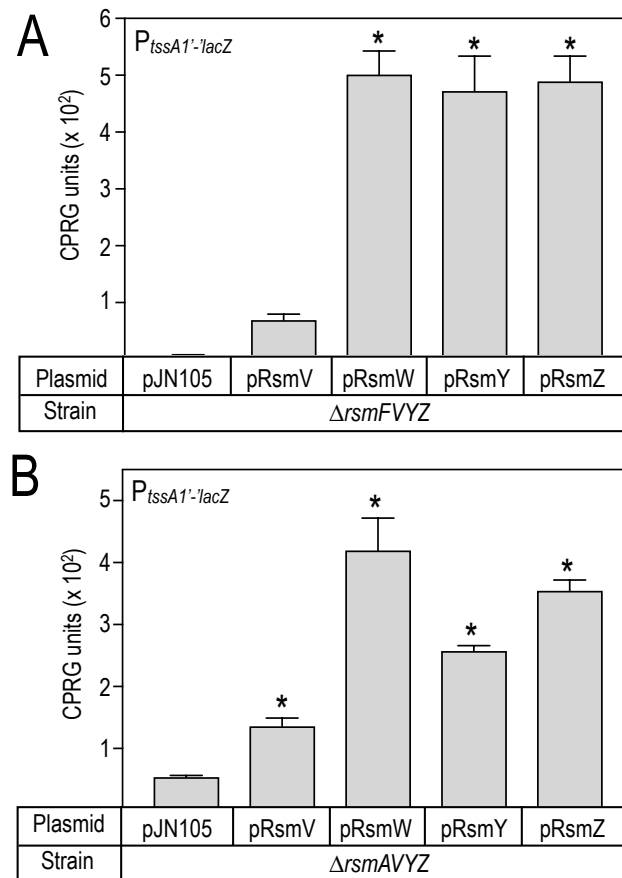 A
P tssA1'-'lacZ
CPRG units (x 10²)
6
5
4
3
2
1
* * *
Plasmid pJN105 pRsmV pRsmW pRsmY pRsmZ
Strain ΔrsmFVYZ
B
P tssA1'-'lacZ
CPRG units (x 10²)
5
4
3
2
1
* * * *
Plasmid pJN105 pRsmV pRsmW pRsmY pRsmZ
Strain ΔrsmAVYZ